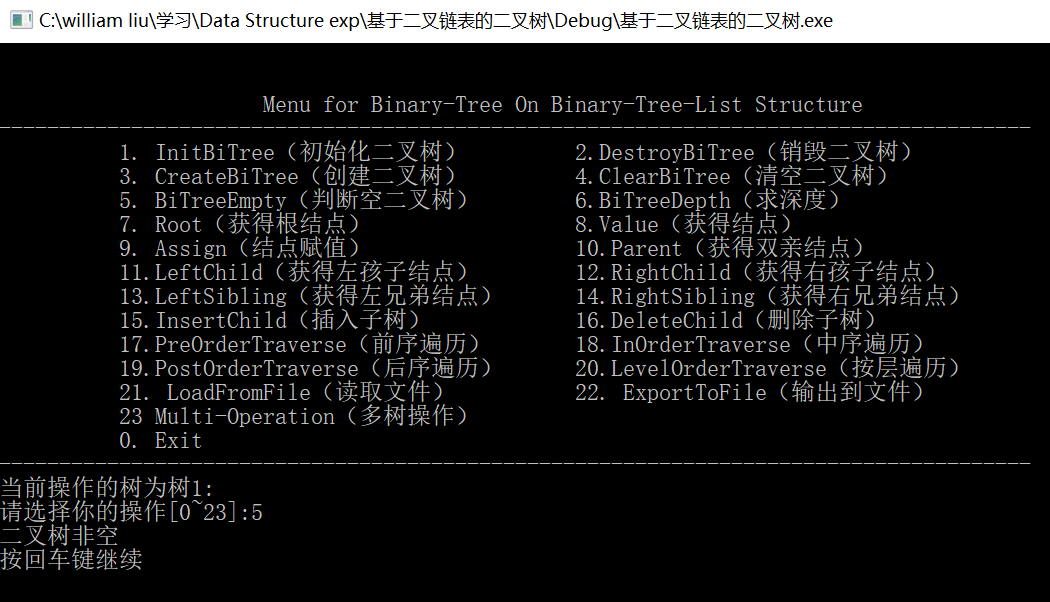 C:\william liu\学习\Data Structure exp\基于二叉链表的二叉树\Debug\基于二叉链表的二叉树.exe
Menu for Binary-Tree On Binary-Tree-List Structure
1. InitBiTree（初始化二叉树） 2.DestroyBiTree（销毁二叉树）
3. CreateBiTree（创建二叉树） 4.ClearBiTree（清空二叉树）
5. BiTreeEmpty（判断空二叉树） 6.BiTreeDepth（求深度）
7. Root（获得根结点） 8.Value（获得结点）
9. Assign（结点赋值） 10.Parent（获得双亲结点）
11.LeftChild（获得左孩子结点） 12.RightChild（获得右孩子结点）
13.LeftSibling（获得左兄弟结点） 14.RightSibling（获得右兄弟结点）
15.InsertChild（插入子树） 16.DeleteChild（删除子树）
17.PreOrderTraverse（前序遍历） 18.InOrderTraverse（中序遍历）
19.PostOrderTraverse（后序遍历） 20.LevelOrderTraverse（按层遍历）
21. LoadFromFile（读取文件） 22. ExportToFile（输出到文件）
23 Multi-Operation（多树操作）
0. Exit
当前操作的树为树1:
请选择你的操作[0~23]:5
二叉树非空
按回车键继续